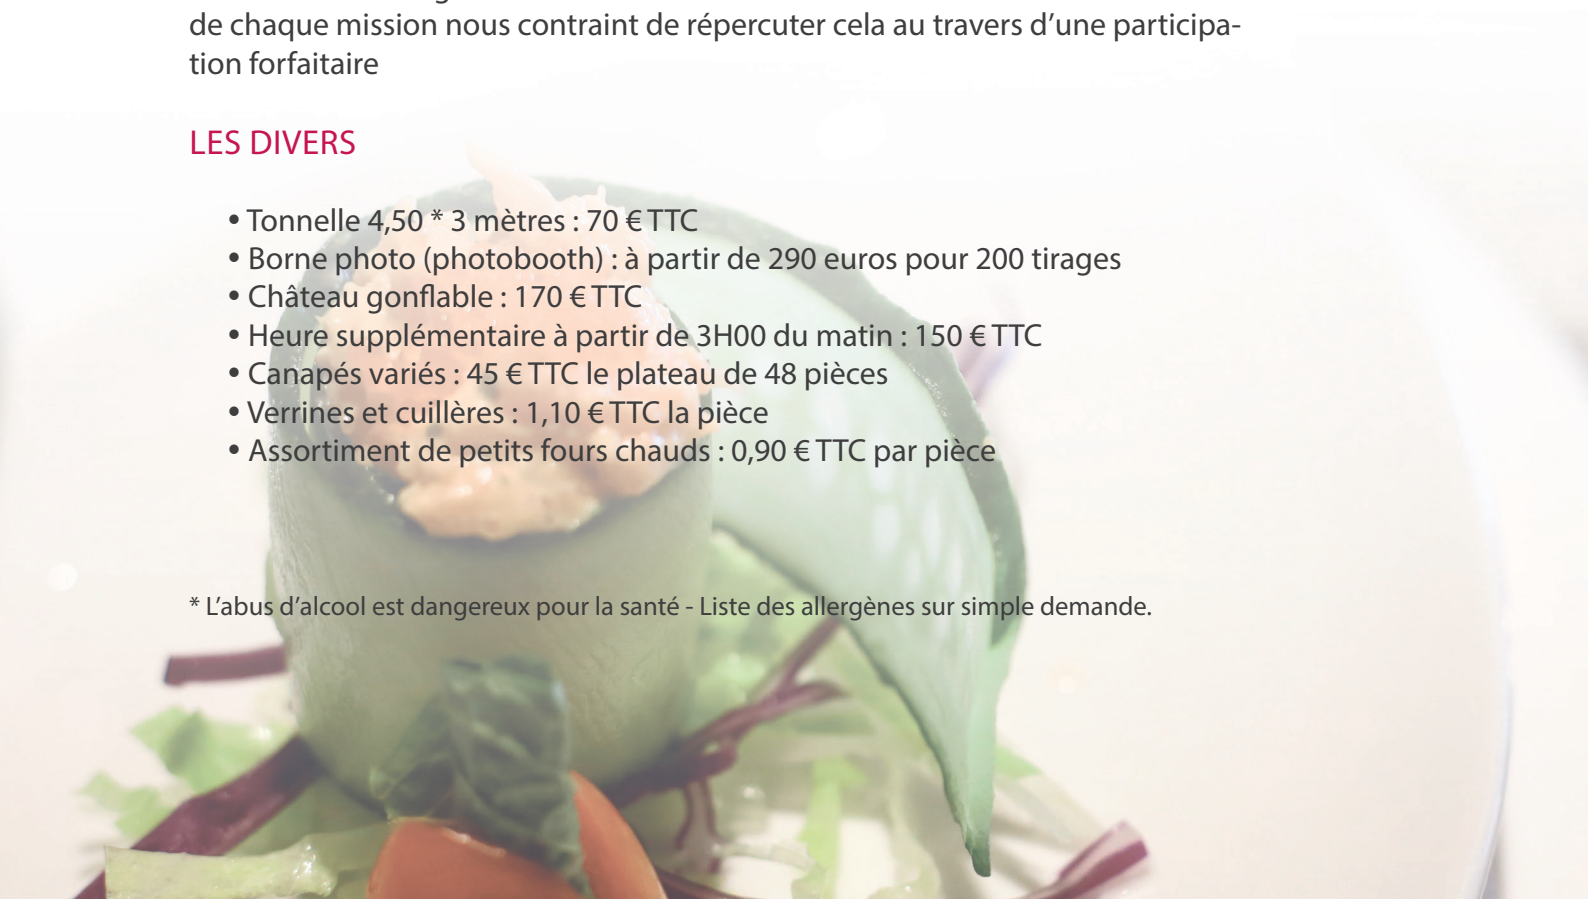 de chaque mission nous contraint de répercuter cela au travers d’une participa-
tion forfaitaire
LES DIVERS
• Tonnelle 4,50 * 3 mètres : 70 € TTC
• Borne photo (photobooth) : à partir de 290 euros pour 200 tirages
• Château gonflable : 170 € TTC
• Heure supplémentaire à partir de 3H00 du matin : 150 € TTC
• Canapés variés : 45 € TTC le plateau de 48 pièces
• Verrines et cuillères : 1,10 € TTC la pièce
• Assortiment de petits fours chauds : 0,90 € TTC par pièce
* L’abus d’alcool est dangereux pour la santé - Liste des allergènes sur simple demande.